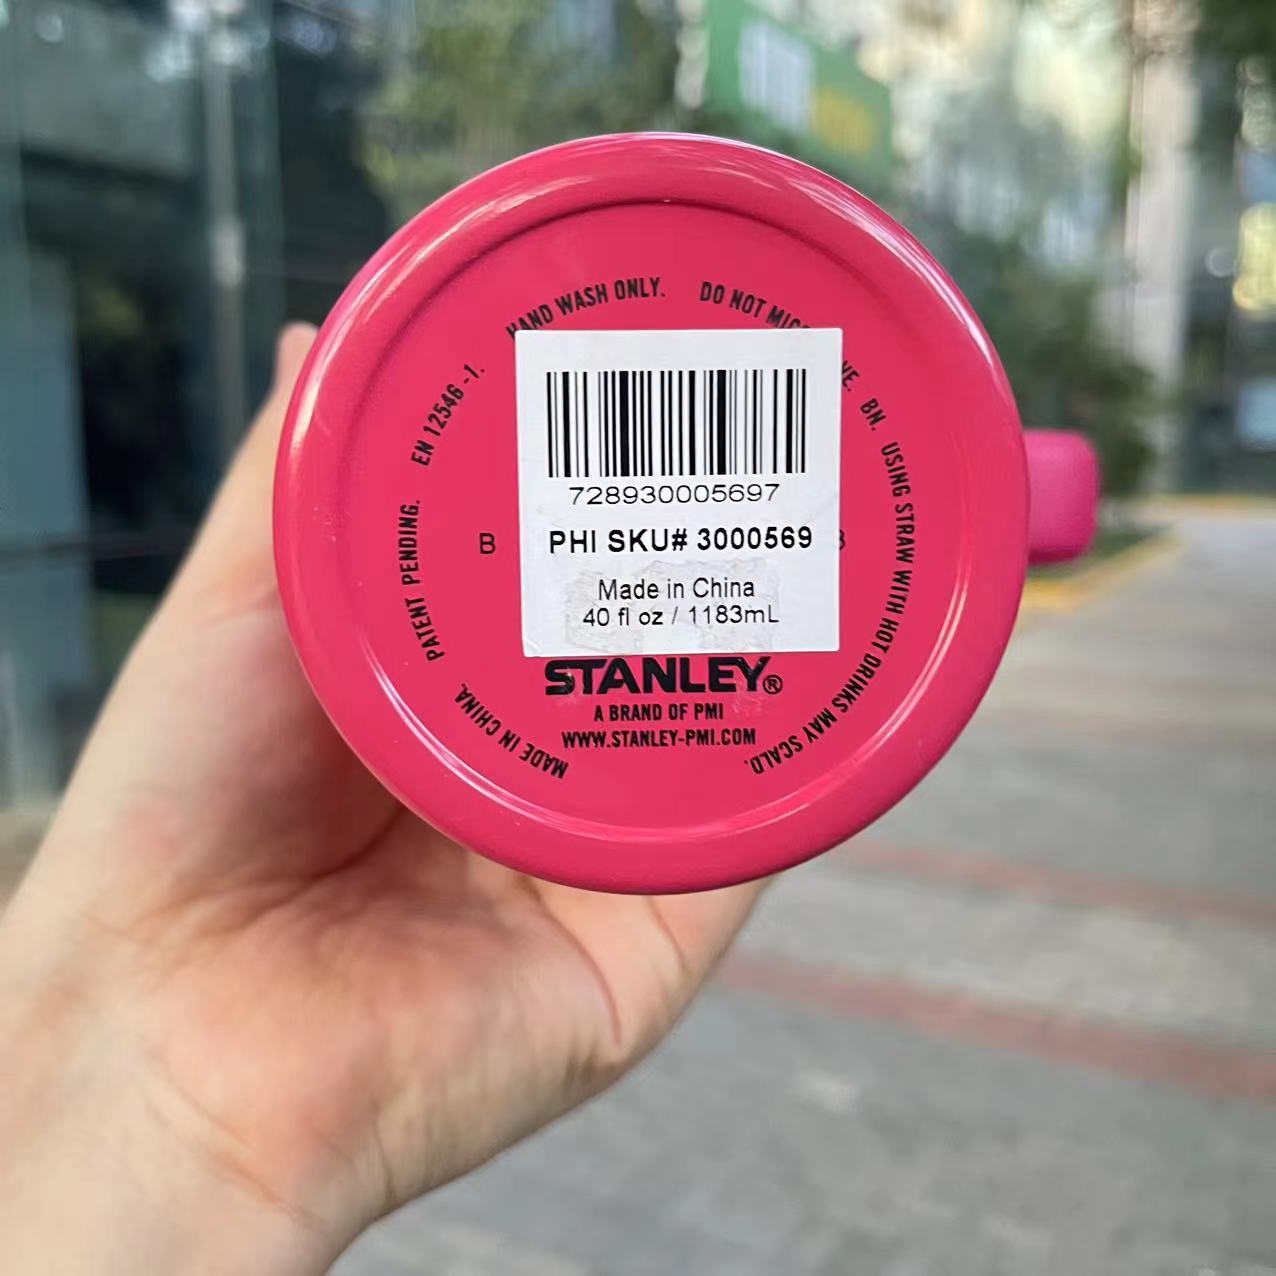 HAND WASH ONLY. DO NOT
BN. USING STRAW WITH HOT DRINKS MAY SCALD.
MADE IN CHINA. PATENT PENDING. EN 12546 -1.
728930005697
B
PHI SKU# 3000569
Made in China
40 fl oz / 1183mL
STANLEY®
A BRAND OF PMI
WWW.STANLEY-PMI.COM